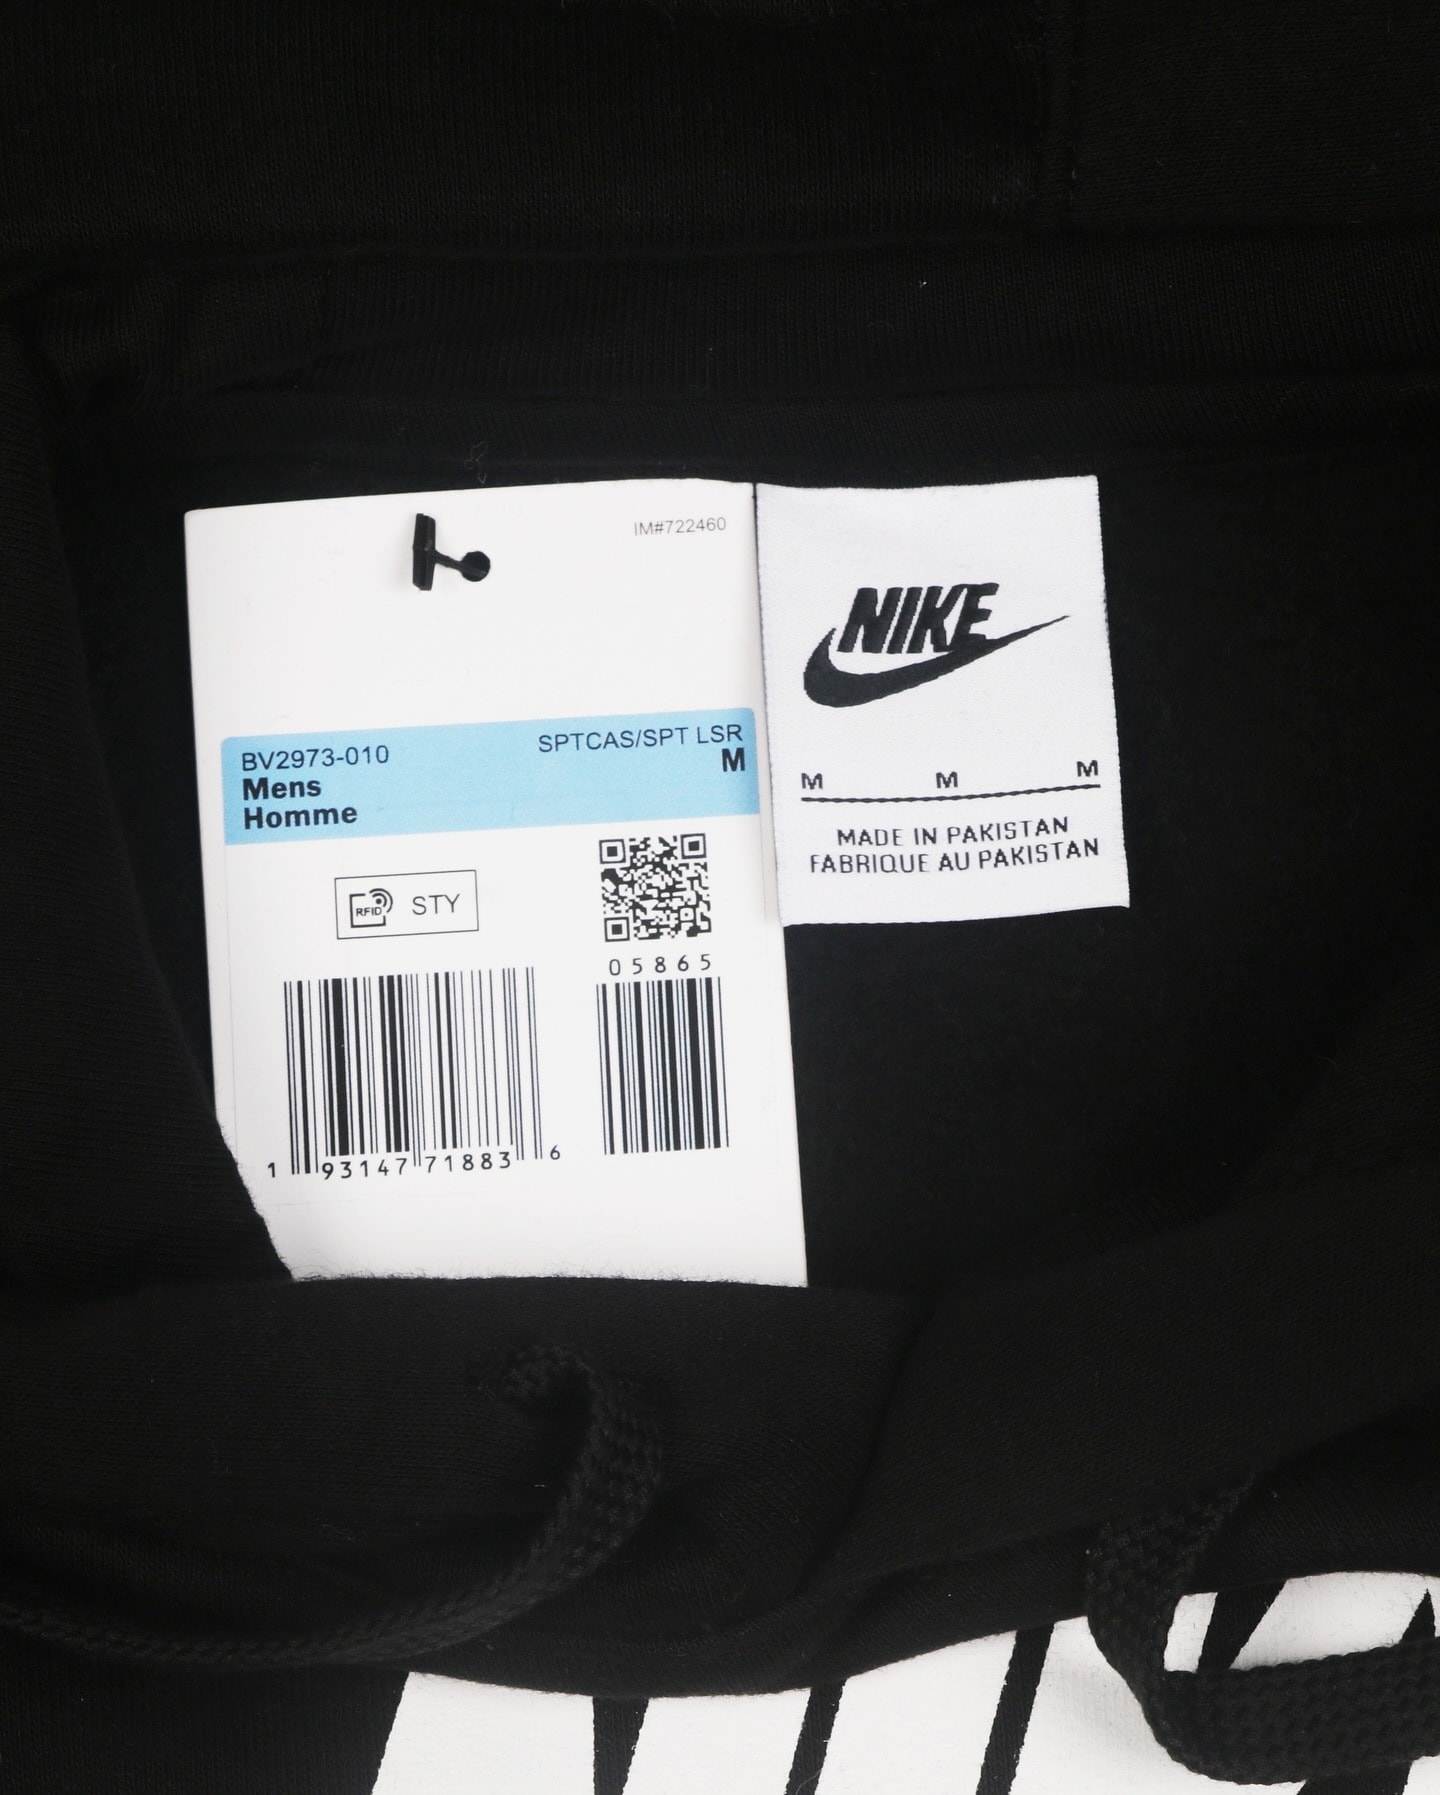 IM#722460
BV2973-010
SPTCAS/SPT LSR
Mens
M
Homme
RFID STY
05865
1 93147 71883 6
NIKE
M M M
MADE IN PAKISTAN
FABRIQUE AU PAKISTAN